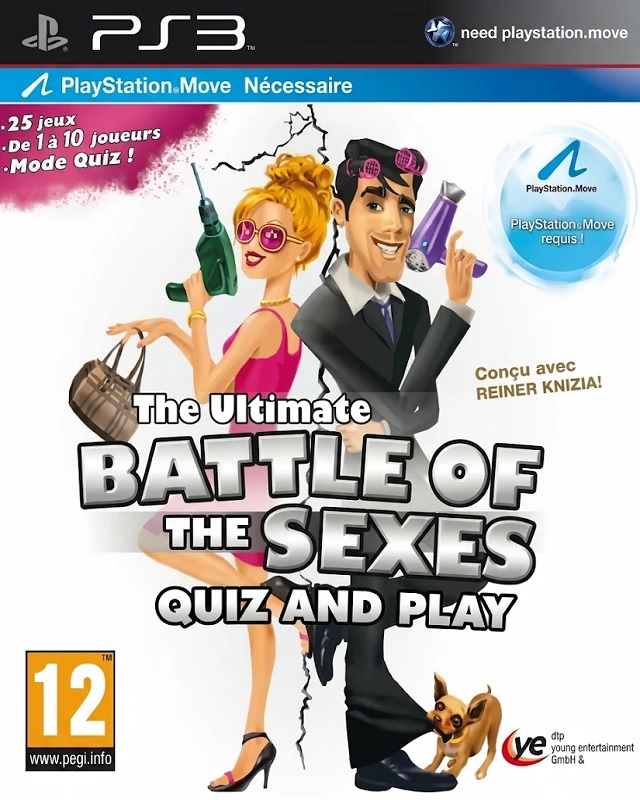 PS3™
need playstation.move
PlayStation®Move Nécessaire
•25 jeux
•De 1 à 10 joueurs
•Mode Quiz !
PlayStation.Move
PlayStation®Move
requis.!
Conçu avec
REINER KNIZIA!
The Ultimate
BATTLE OF
THE SEXES
QUIZ AND PLAY
12™
www.pegi.info
ye dtp
young entertainment
GmbH &